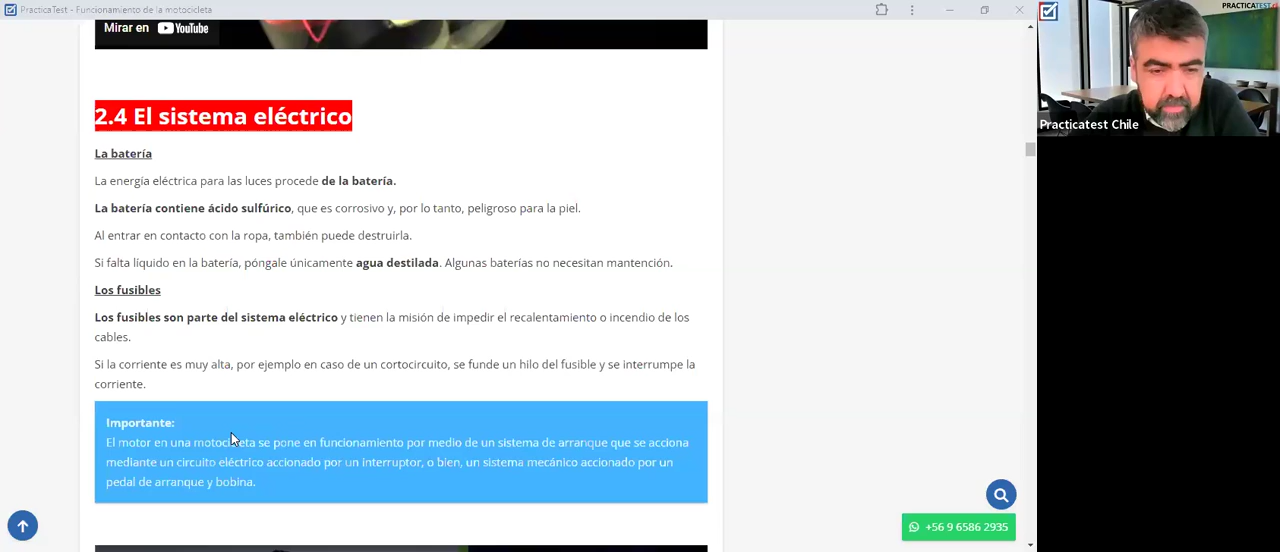 PracticaTest - Funcionamiento de la motocicleta
Mirar en YouTube
PRACTICATEST
Practicatest Chile
2.4 El sistema eléctrico
La batería
La energía eléctrica para las luces procede de la batería.
La batería contiene ácido sulfúrico, que es corrosivo y, por lo tanto, peligroso para la piel.
Al entrar en contacto con la ropa, también puede destruirla.
Si falta líquido en la batería, póngale únicamente agua destilada. Algunas baterías no necesitan mantención.
Los fusibles
Los fusibles son parte del sistema eléctrico y tienen la misión de impedir el recalentamiento o incendio de los
cables.
Si la corriente es muy alta, por ejemplo en caso de un cortocircuito, se funde un hilo del fusible y se interrumpe la
corriente.
Importante:
El motor en una motocicleta se pone en funcionamiento por medio de un sistema de arranque que se acciona
mediante un circuito eléctrico accionado por un interruptor, o bien, un sistema mecánico accionado por un
pedal de arranque y bobina.
+56 9 6586 2935